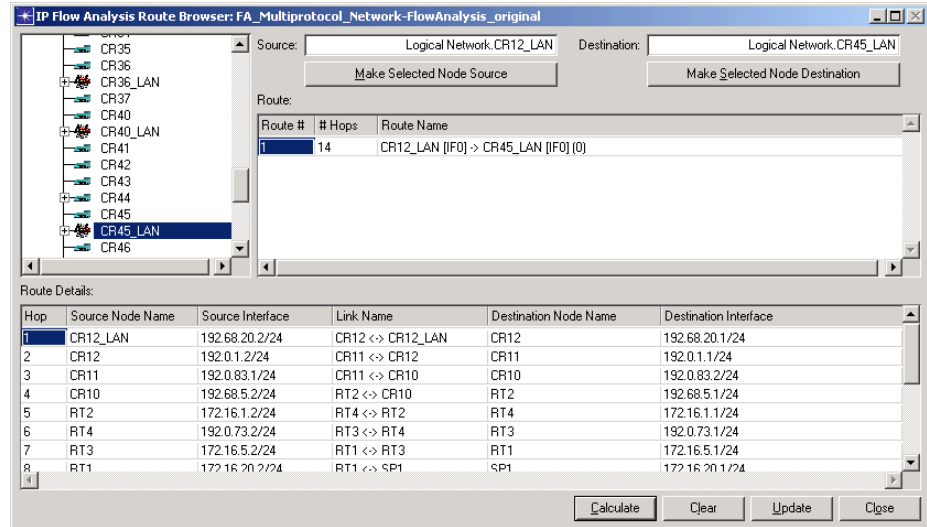 IP Flow Analysis Route Browser: FA_Multiprotocol_Network-FlowAnalysis_original
CR35
CR36
CR36_LAN
CR37
CR40
CR40_LAN
CR41
CR42
CR43
CR44
CR45
CR45_LAN
CR46
Source: Logical Network.CR12_LAN Destination: Logical Network.CR45_LAN
Make Selected Node Source Make Selected Node Destination
Route:
Route # # Hops Route Name
1 14 CR12_LAN [IF0] -> CR45_LAN [IF0] (0)
Route Details:
Hop Source Node Name Source Interface Link Name Destination Node Name Destination Interface
1 CR12_LAN 192.68.20.2/24 CR12 <-> CR12_LAN CR12 192.68.20.1/24
2 CR12 192.0.1.2/24 CR11 <-> CR12 CR11 192.0.1.1/24
3 CR11 192.0.83.1/24 CR11 <-> CR10 CR10 192.0.83.2/24
4 CR10 192.68.5.2/24 RT2 <-> CR10 RT2 192.68.5.1/24
5 RT2 172.16.1.2/24 RT4 <-> RT2 RT4 172.16.1.1/24
6 RT4 192.0.73.2/24 RT3 <-> RT4 RT3 192.0.73.1/24
7 RT3 172.16.5.2/24 RT1 <-> RT3 RT1 172.16.5.1/24
8 RT1 172.16.20.2/24 RT1 <-> SP1 SP1 172.16.20.1/24
Calculate Clear Update Close